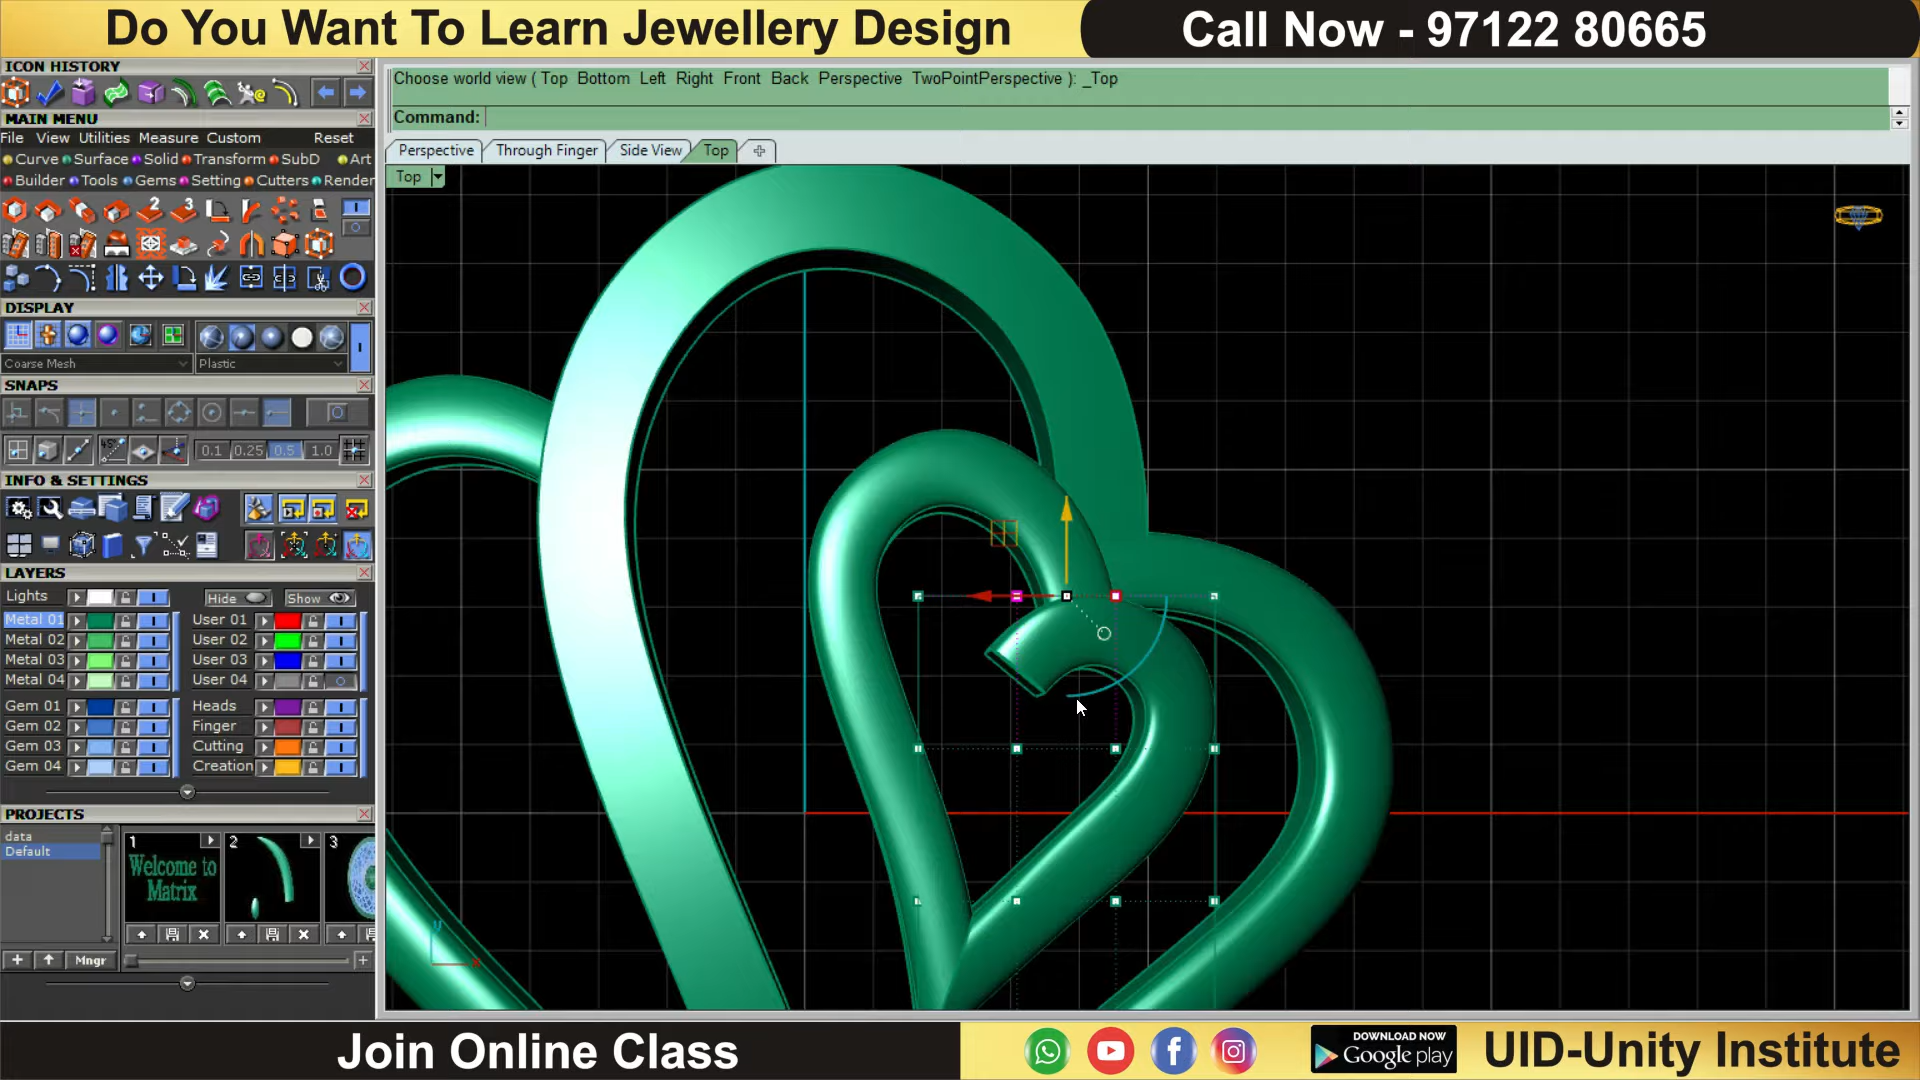 Do You Want To Learn Jewellery Design
Call Now - 97122 80665
ICON HISTORY
MAIN MENU
File View Utilities Measure Custom Reset
Curve Surface Solid Transform SubD Art
Builder Tools Gems Setting Cutters Render
2 3
DISPLAY
Coarse Mesh Plastic
SNAPS
0.1 0.25 0.5 1.0
INFO & SETTINGS
LAYERS
Lights Hide Show
Metal 01 User 01
Metal 02 User 02
Metal 03 User 03
Metal 04 User 04
Gem 01 Heads
Gem 02 Finger
Gem 03 Cutting
Gem 04 Creation
PROJECTS
data
Default
1 2 3
Welcome to
Matrix
Mngr
Choose world view ( Top Bottom Left Right Front Back Perspective TwoPointPerspective ): _Top
Command:
Perspective Through Finger Side View Top
Top
y
x
Join Online Class
DOWNLOAD NOW
Google play
UID-Unity Institute